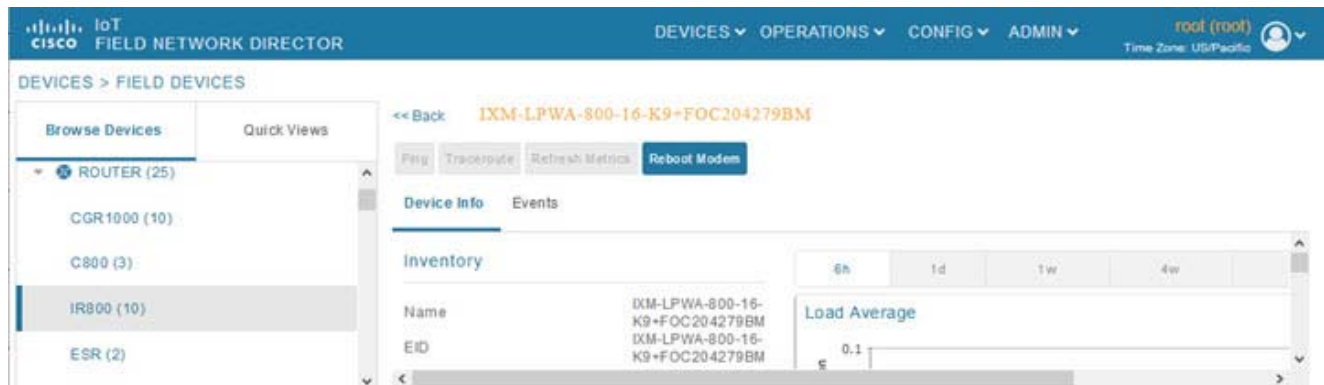 IoT
CISCO FIELD NETWORK DIRECTOR
DEVICES OPERATIONS CONFIG ADMIN
root (root)
Time Zone: US/Pacific
DEVICES > FIELD DEVICES
Browse Devices
Quick Views
ROUTER (25)
CGR1000 (10)
C800 (3)
IR800 (10)
ESR (2)
<< Back IXM-LPWA-800-16-K9+FOC204279BM
Ping Traceroute Refresh Metrics Reboot Modem
Device Info Events
Inventory
Name
IXM-LPWA-800-16-
K9+FOC204279BM
EID
IXM-LPWA-800-16-
K9+FOC204279BM
6h 1d 1w 4w
Load Average
0.1